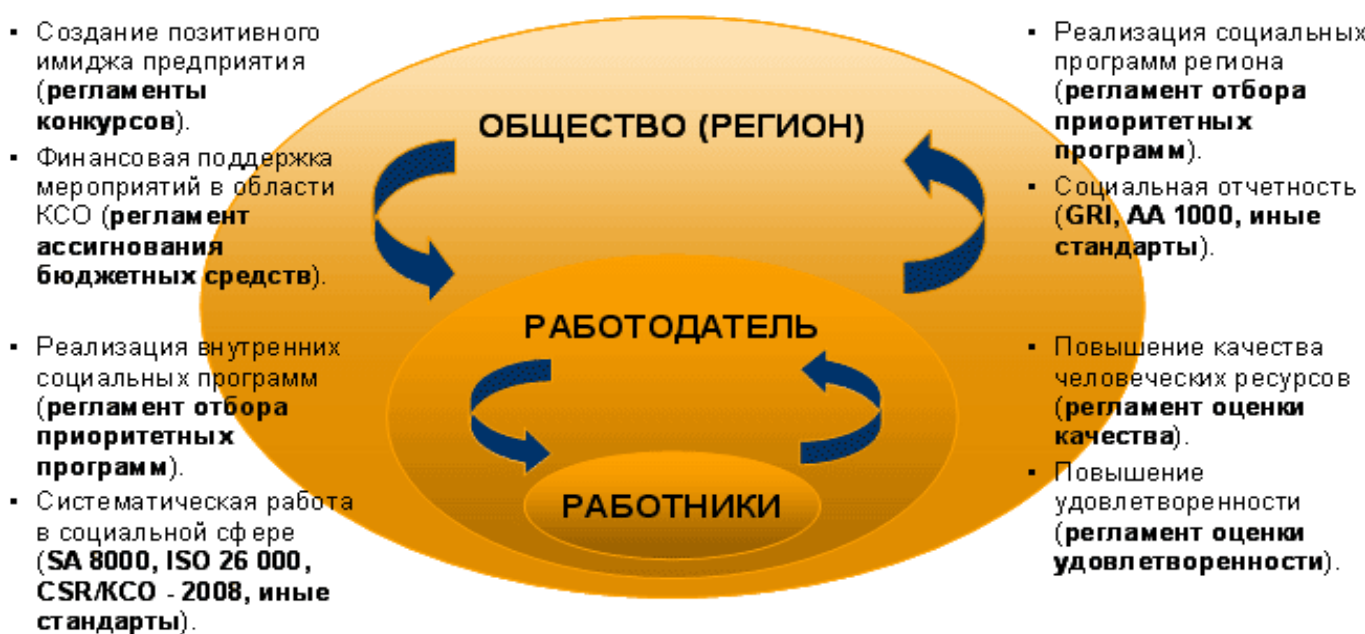 ▪ Создание позитивного
имиджа предприятия
(регламенты
конкурсов).
▪ Финансовая поддержка
мероприятий в области
КСО (регламент
ассигнования
бюджетных средств).
▪ Реализация внутренних
социальных программ
(регламент отбора
приоритетных
программ).
▪ Систематическая работа
в социальной сфере
(SA 8000, ISO 26 000,
CSR/КСО - 2008, иные
стандарты).
ОБЩЕСТВО (РЕГИОН)
РАБОТОДАТЕЛЬ
РАБОТНИКИ
▪ Реализация социальных
программ региона
(регламент отбора
приоритетных
программ).
▪ Социальная отчетность
(GRI, AA 1000, иные
стандарты).
▪ Повышение качества
человеческих ресурсов
(регламент оценки
качества).
▪ Повышение
удовлетворенности
(регламент оценки
удовлетворенности).